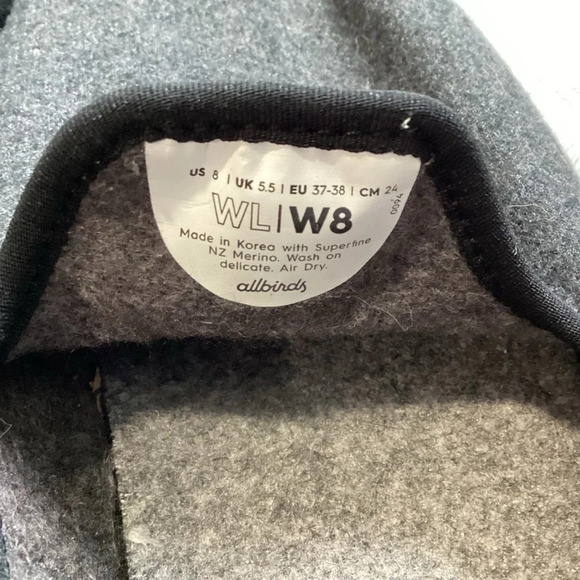 US 8 | UK 5.5 | EU 37-38 | CM 24
0094
WL|W8
Made in Korea with Superfine
NZ Merino. Wash on
delicate. Air Dry.
allbirds